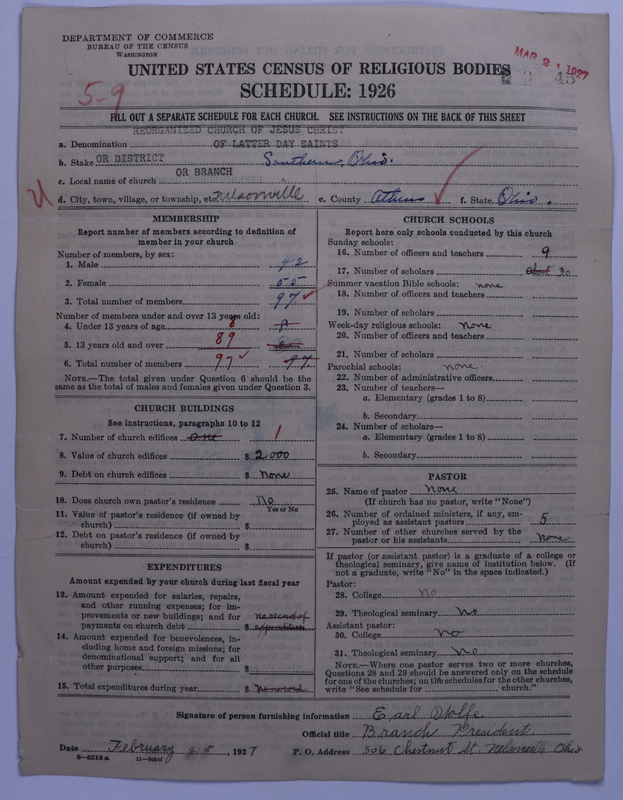 DEPARTMENT OF COMMERCE
BUREAU OF THE CENSUS
WASHINGTON
MAR 21 1927
UNITED STATES CENSUS OF RELIGIOUS BODIES
SCHEDULE: 1926
5-9
FILL OUT A SEPARATE SCHEDULE FOR EACH CHURCH. SEE INSTRUCTIONS ON THE BACK OF THIS SHEET
REORGANIZED CHURCH OF JESUS CHRIST
a. Denomination OF LATTER DAY SAINTS
b. Stake OR DISTRICT Southern, Ohio.
OR BRANCH
c. Local name of church
d. City, town, village, or township, etc. Nelsonville e. County Athens f. State Ohio.
MEMBERSHIP
Report number of members according to definition of member in your church
Number of members, by sex:
1. Male 42
2. Female 55
3. Total number of members 97
Number of members under and over 13 years old:
4. Under 13 years of age 8
5. 13 years old and over 89
6. Total number of members 97 97
NOTE.—The total given under Question 6 should be the
same as the total of males and females given under Question 3.
CHURCH BUILDINGS
See instructions, paragraphs 10 to 12
7. Number of church edifices one 1
8. Value of church edifices $ 2000
9. Debt on church edifices $ None
10. Does church own pastor's residence No
Yes or No
11. Value of pastor's residence (if owned by
church) $
12. Debt on pastor's residence (if owned by
church) $
EXPENDITURES
Amount expended by your church during last fiscal year
13. Amount expended for salaries, repairs,
and other running expenses; for im-
provements or new buildings; and for no record of
payments on church debt $ expenditures
14. Amount expended for benevolences, in-
cluding home and foreign missions; for
denominational support; and for all
other purposes $
15. Total expenditures during year $ No record
CHURCH SCHOOLS
Report here only schools conducted by this church
Sunday schools:
16. Number of officers and teachers 9
17. Number of scholars about 30
Summer vacation Bible schools: none
18. Number of officers and teachers
19. Number of scholars
Week-day religious schools: none
20. Number of officers and teachers
21. Number of scholars
Parochial schools: none
22. Number of administrative officers
23. Number of teachers—
a. Elementary (grades 1 to 8)
b. Secondary
24. Number of scholars—
a. Elementary (grades 1 to 8)
b. Secondary
PASTOR
25. Name of pastor None
(If church has no pastor, write "None")
26. Number of ordained ministers, if any, em-
ployed as assistant pastors 5
27. Number of other churches served by the
pastor or his assistants None
If pastor (or assistant pastor) is a graduate of a college or
theological seminary, give name of institution below. (If
not a graduate, write "No" in the space indicated.)
Pastor:
28. College No
29. Theological seminary No
Assistant pastor:
30. College No
31. Theological seminary No
NOTE.—Where one pastor serves two or more churches,
Questions 28 and 29 should be answered only on the schedule
for one of the churches; on the schedules for the other churches,
write "See schedule for church."
Signature of person furnishing information Earl Wolfe
Official title Branch President
Date February, 1927 P. O. Address 506 Chestnut St. Nelsonville Ohio
8-5518 a 11-